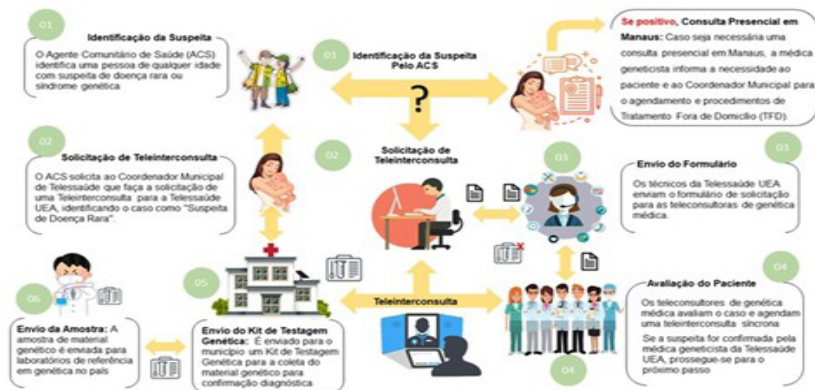 01
Identificação da Suspeita
O Agente Comunitário de Saúde (ACS)
identifica uma pessoa de qualquer idade
com suspeita de doença rara ou
síndrome genética
01
Identificação da Suspeita
Pelo ACS
?
Se positivo, Consulta Presencial em
Manaus: Caso seja necessária uma
consulta presencial em Manaus, a médica
geneticista informa a necessidade ao
paciente e ao Coordenador Municipal para
o agendamento e procedimentos de
Tratamento Fora de Domicílio (TFD).
02
Solicitação de Teleinterconsulta
O ACS solicita ao Coordenador Municipal
de Telessaúde que faça a solicitação de
uma Teleinterconsulta para a Telessaúde
UEA, identificando o caso como "Suspeita
de Doença Rara".
02
Solicitação de
Teleinterconsulta
03
03
Envio do Formulário
Os técnicos da Telessaúde UEA
enviam o formulário de solicitação
para as teleconsultoras de genética
médica.
04
Avaliação do Paciente
Os teleconsultores de genética
médica avaliam o caso e agendam
uma teleinterconsulta síncrona
Se a suspeita for confirmada pela
médica geneticista da Telessaúde
UEA, prossegue-se para o
próximo passo
04
Teleinterconsulta
05
Envio do Kit de Testagem
Genética: É enviado para o
município um Kit de Testagem
Genética para a coleta do
material genético para
confirmação diagnóstica
06
Envio da Amostra: A
amostra de material
genético é enviada para
laboratórios de referência
em genética no país